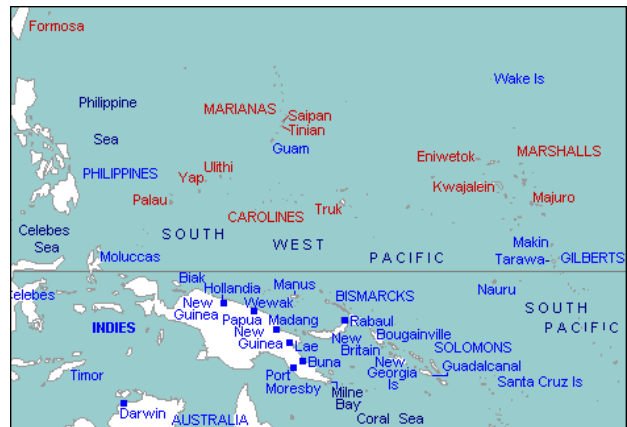 Formosa
Wake Is
Philippine
Sea
MARIANAS
Saipan
Tinian
Guam
Eniwetok
MARSHALLS
PHILIPPINES
Yap
Ulithi
Kwajalein
Palau
Truk
Majuro
CAROLINES
Celebes
Sea
SOUTH
WEST
PACIFIC
Makin
Tarawa-
GILBERTS
Moluccas
Biak
Hollandia
Manus
Nauru
Celebes
New
Guinea
Wewak
BISMARCKS
SOUTH
PACIFIC
INDIES
Papua
New
Guinea
Madang
Rabaul
Bougainville
Lae
New
Britain
SOLOMONS
Buna
New
Georgia
Is
Guadalcanal
Timor
Port
Moresby
Santa Cruz Is
Milne
Bay
Darwin
AUSTRALIA
Coral Sea